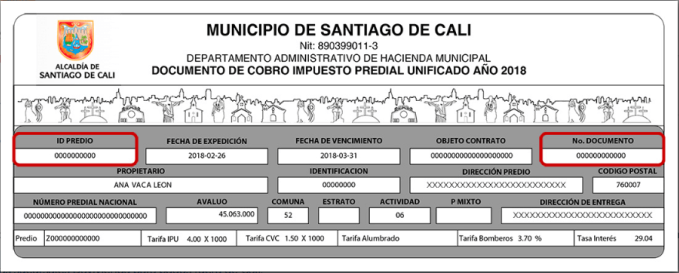 MUNICIPIO DE SANTIAGO DE CALI
Nit: 890399011-3
DEPARTAMENTO ADMINISTRATIVO DE HACIENDA MUNICIPAL
DOCUMENTO DE COBRO IMPUESTO PREDIAL UNIFICADO AÑO 2018
ALCALDÍA DE
SANTIAGO DE CALI
ID PREDIO FECHA DE EXPEDICIÓN FECHA DE VENCIMIENTO OBJETO CONTRATO No. DOCUMENTO
0000000000 2018-02-26 2018-03-31 000000000000000000 000000000000
PROPIETARIO IDENTIFICACION DIRECCIÓN PREDIO CODIGO POSTAL
ANA VACA LEON 00000000 XXXXXXXXXXXXXXXXXXXXXXXXXX 760007
NÚMERO PREDIAL NACIONAL AVALUO COMUNA ESTRATO ACTIVIDAD P MIXTO DIRECCIÓN DE ENTREGA
000000000000000000000000000000 45.063.000 52 06 XXXXXXXXXXXXXXXXXXXXXXXXXX
Predio Z000000000000 Tarifa IPU 4.00 X 1000 Tarifa CVC 1.50 X 1000 Tarifa Alumbrado Tarifa Bomberos 3.70 % Tasa Interés 29.04